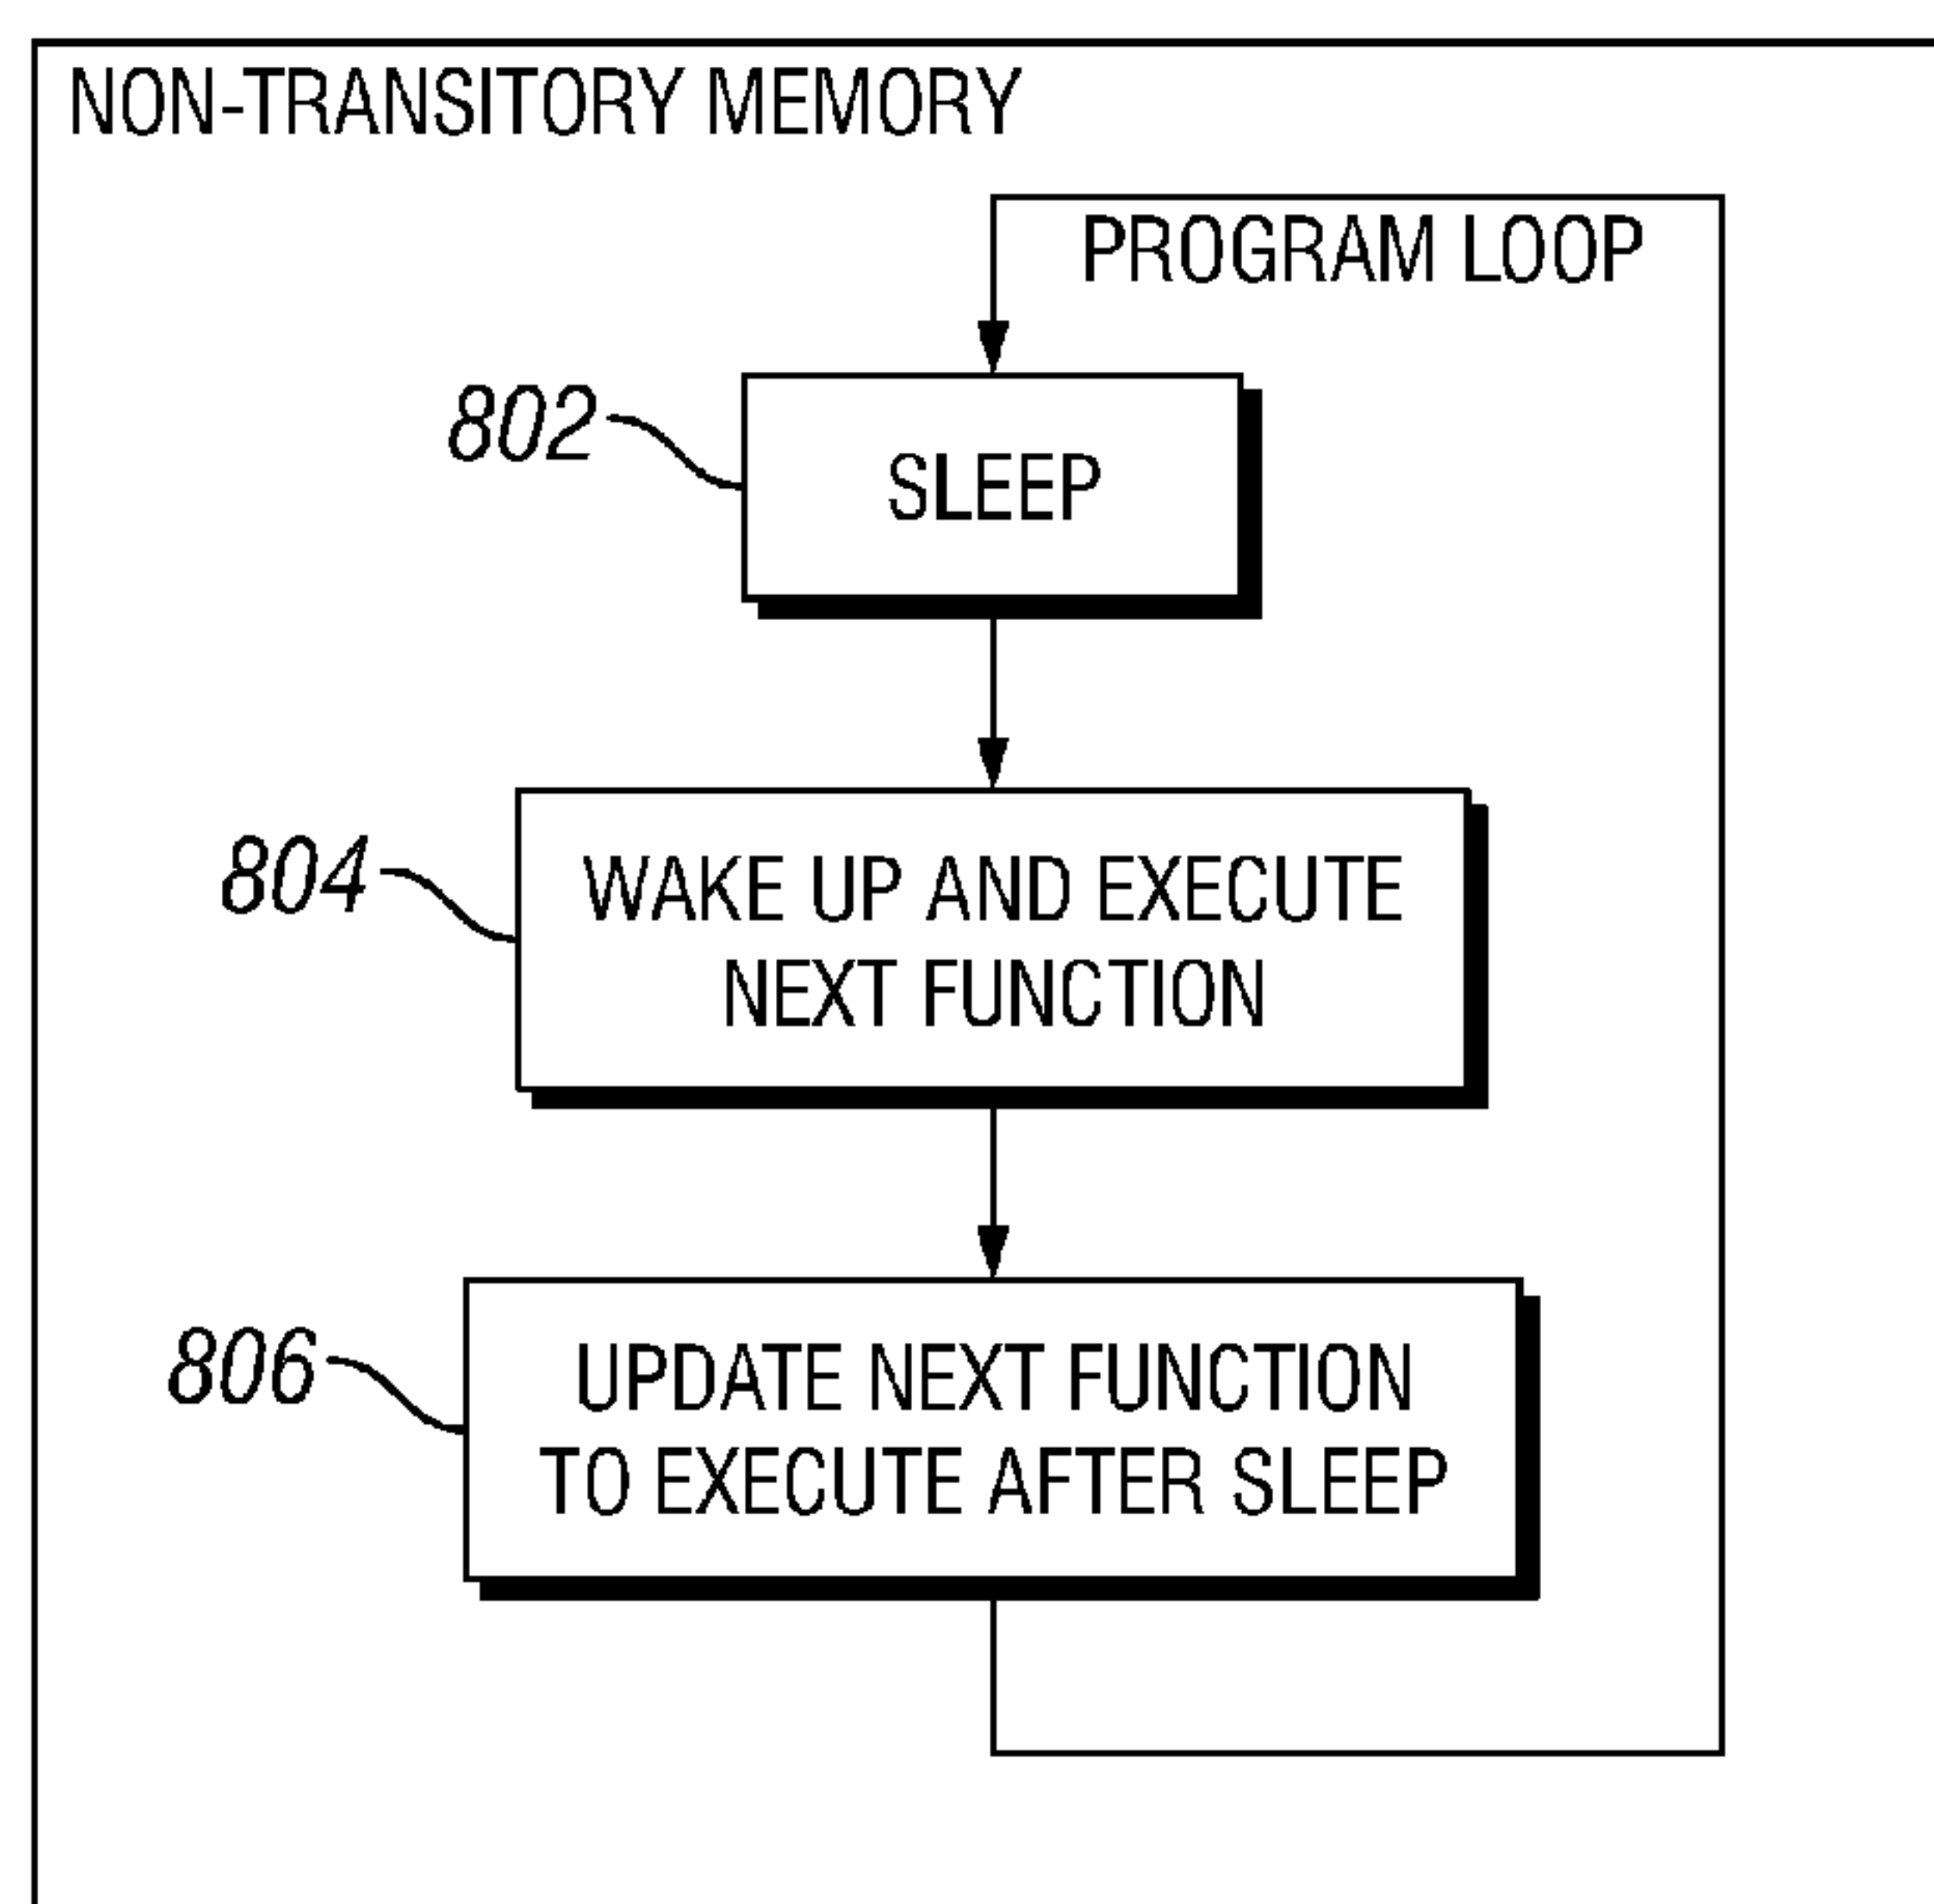 NON-TRANSITORY MEMORY
PROGRAM LOOP
802
SLEEP
804
WAKE UP AND EXECUTE
NEXT FUNCTION
806
UPDATE NEXT FUNCTION
TO EXECUTE AFTER SLEEP